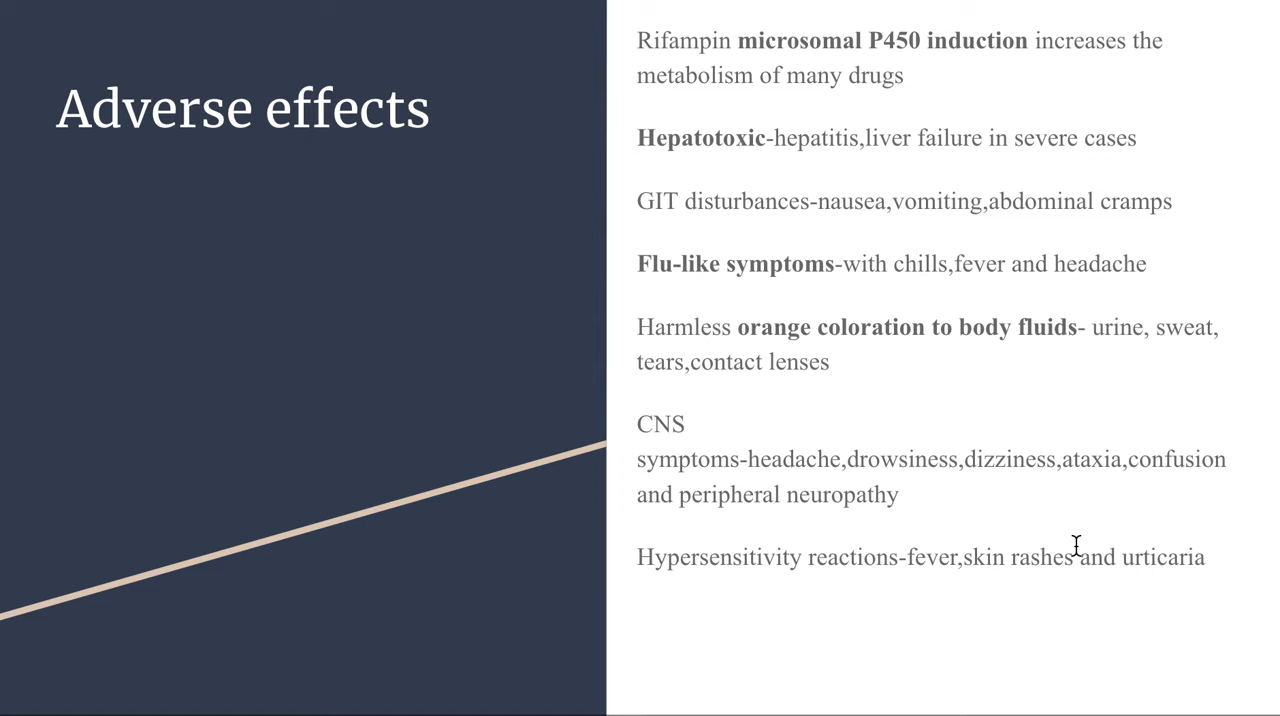 Adverse effects
Rifampin microsomal P450 induction increases the
metabolism of many drugs
Hepatotoxic-hepatitis,liver failure in severe cases
GIT disturbances-nausea,vomiting,abdominal cramps
Flu-like symptoms-with chills,fever and headache
Harmless orange coloration to body fluids- urine, sweat,
tears,contact lenses
CNS
symptoms-headache,drowsiness,dizziness,ataxia,confusion
and peripheral neuropathy
Hypersensitivity reactions-fever,skin rashes and urticaria